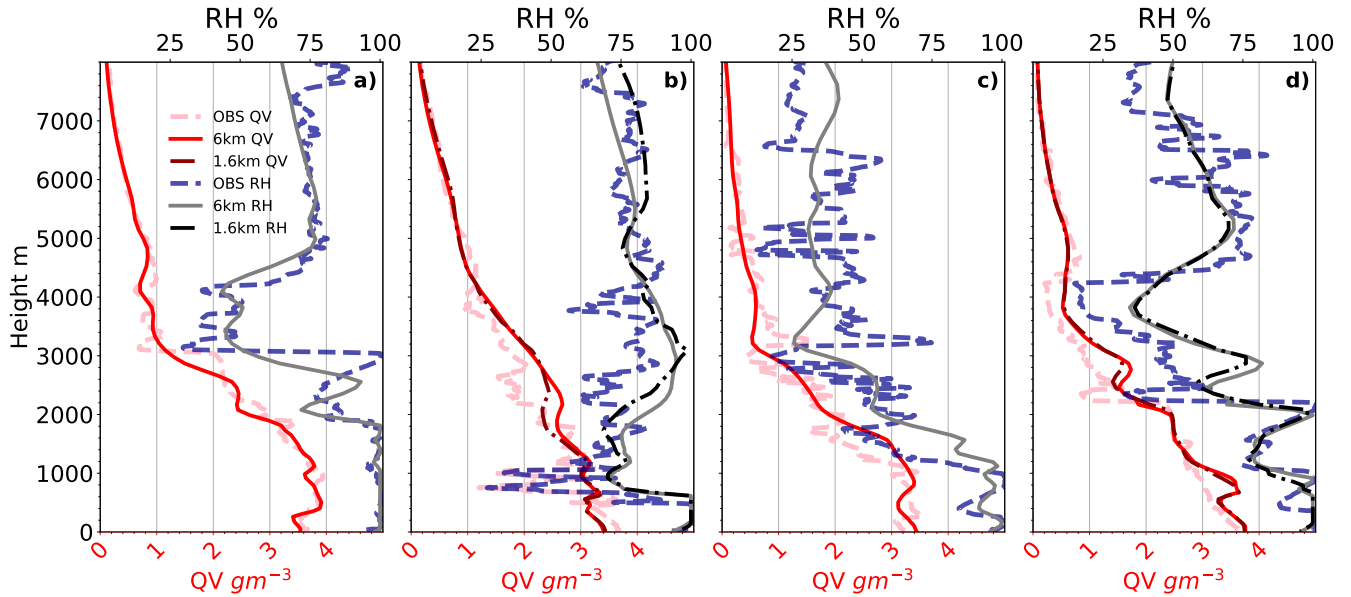 RH % RH % RH % RH %
25 50 75 100 25 50 75 100 25 50 75 100 25 50 75 100
a) b) c) d)
7000
OBS QV
6km QV
1.6km QV
6000
OBS RH
6km RH
1.6km RH
5000
4000
Height m
3000
2000
1000
0
0 1 2 3 4 0 1 2 3 4 0 1 2 3 4 0 1 2 3 4
QV gm⁻³ QV gm⁻³ QV gm⁻³ QV gm⁻³